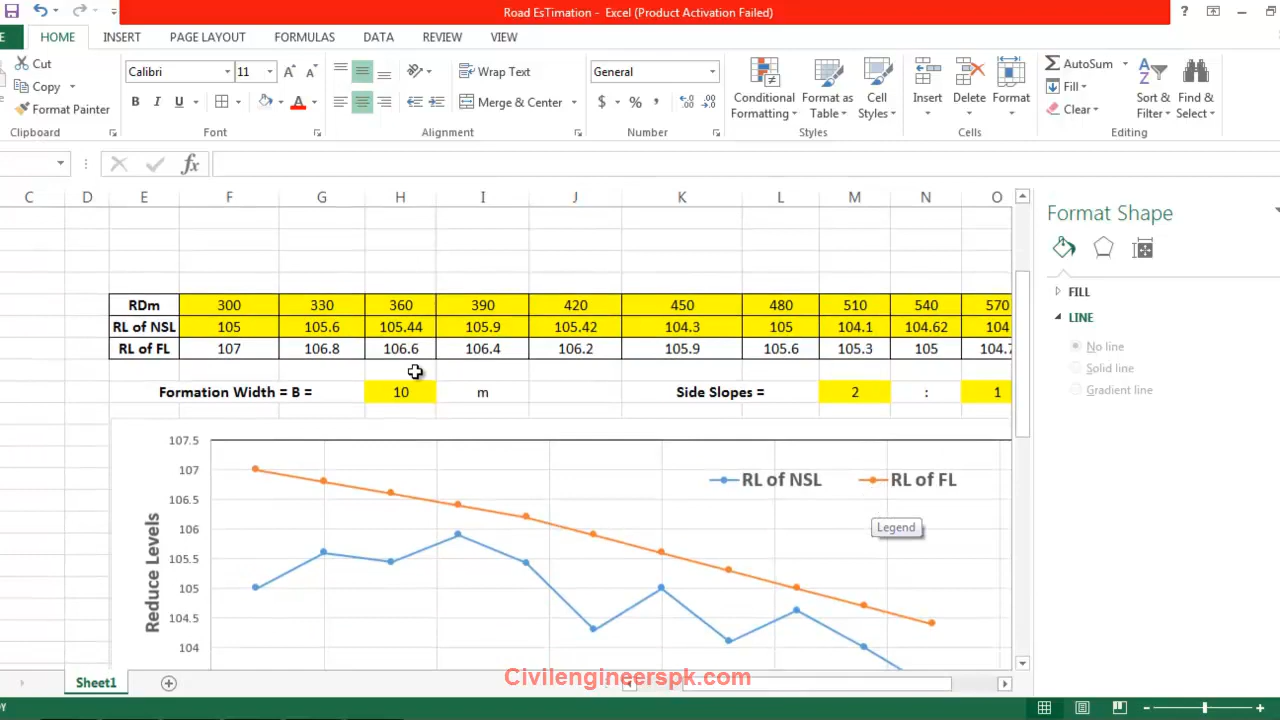 Road EsTimation - Excel (Product Activation Failed)
?
E HOME INSERT PAGE LAYOUT FORMULAS DATA REVIEW VIEW
Cut
Copy
Format Painter
Clipboard
Calibri 11
B I U
Font
Wrap Text
Merge & Center
Alignment
General
$ % ,
Number
Conditional Formatting
Format as Table
Cell Styles
Styles
Insert Delete Format
Cells
AutoSum
Fill
Clear
Sort & Filter
Find & Select
Editing
fx
C D E F G H I J K L M N O
RDm 300 330 360 390 420 450 480 510 540 570
RL of NSL 105 105.6 105.44 105.9 105.42 104.3 105 104.1 104.62 104
RL of FL 107 106.8 106.6 106.4 106.2 105.9 105.6 105.3 105 104.7
Formation Width = B = 10 m Side Slopes = 2 : 1
107.5
107
106.5
106
105.5
105
104.5
104
Reduce Levels
RL of NSL RL of FL
Legend
Format Shape
FILL
LINE
No line
Solid line
Gradient line
Sheet1
Civilengineerspk.com